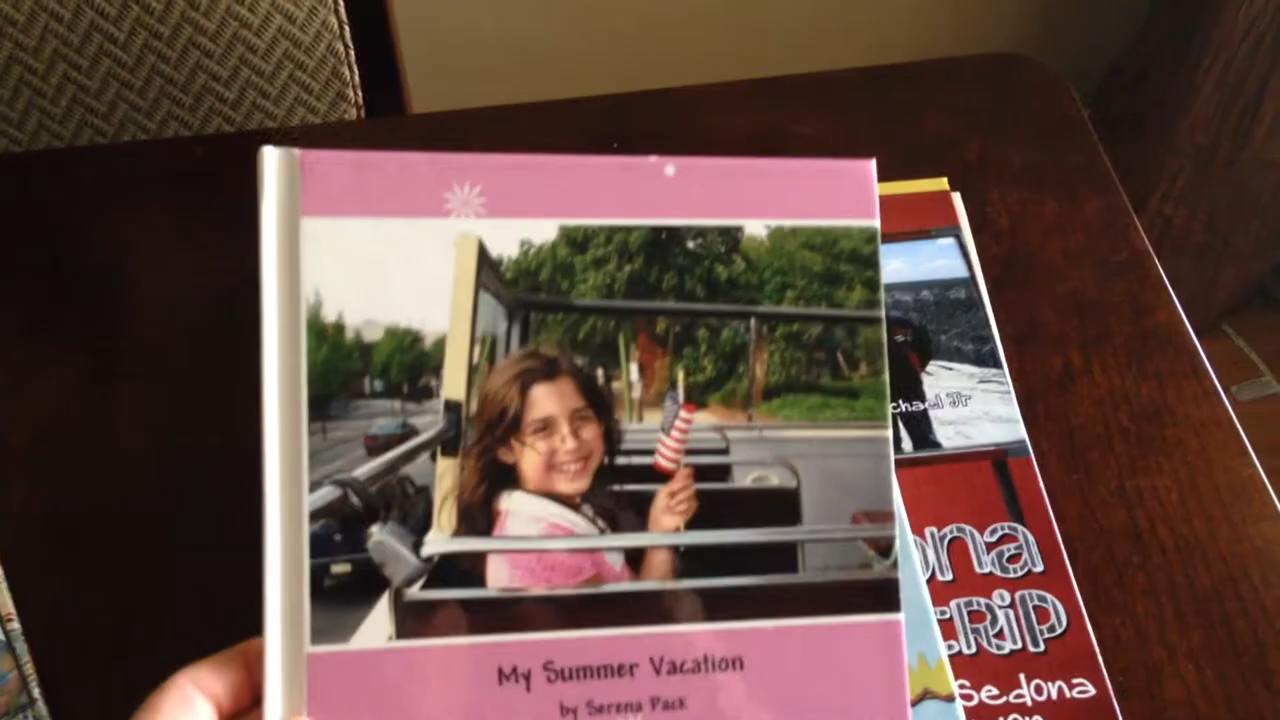 My Summer Vacation
by Serena Pack
chael Jr
ona
tRiP
Sedona